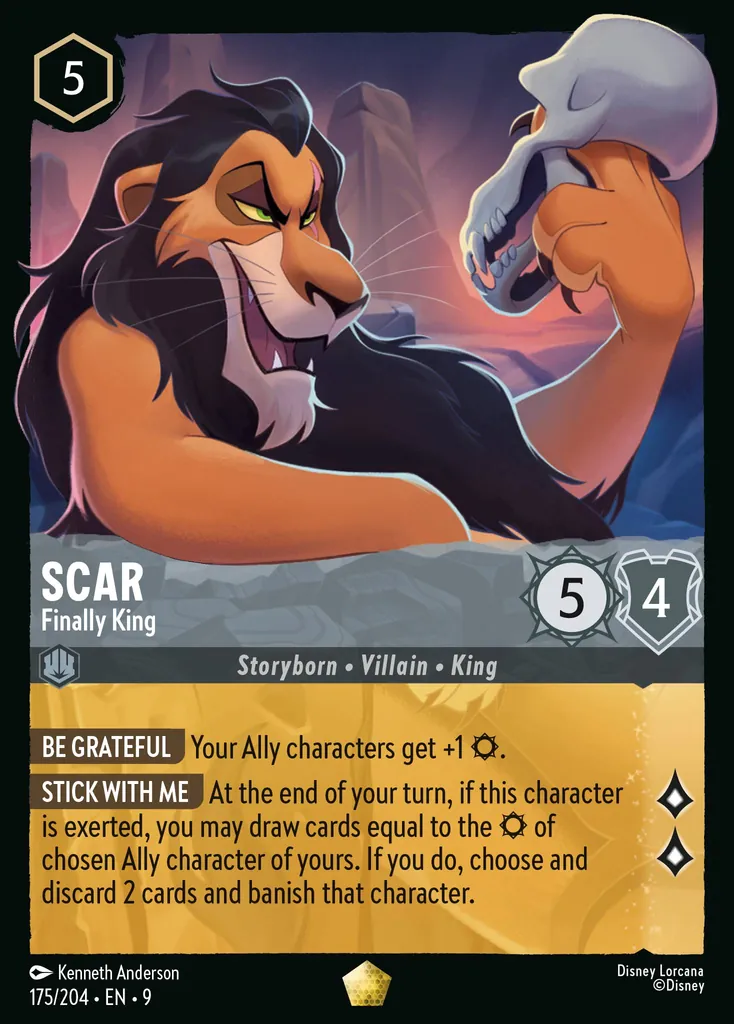 5
SCAR
Finally King
5
4
Storyborn • Villain • King
BE GRATEFUL Your Ally characters get +1 .
STICK WITH ME At the end of your turn, if this character
is exerted, you may draw cards equal to the of
chosen Ally character of yours. If you do, choose and
discard 2 cards and banish that character.
Kenneth Anderson
175/204 • EN • 9
Disney Lorcana
©Disney